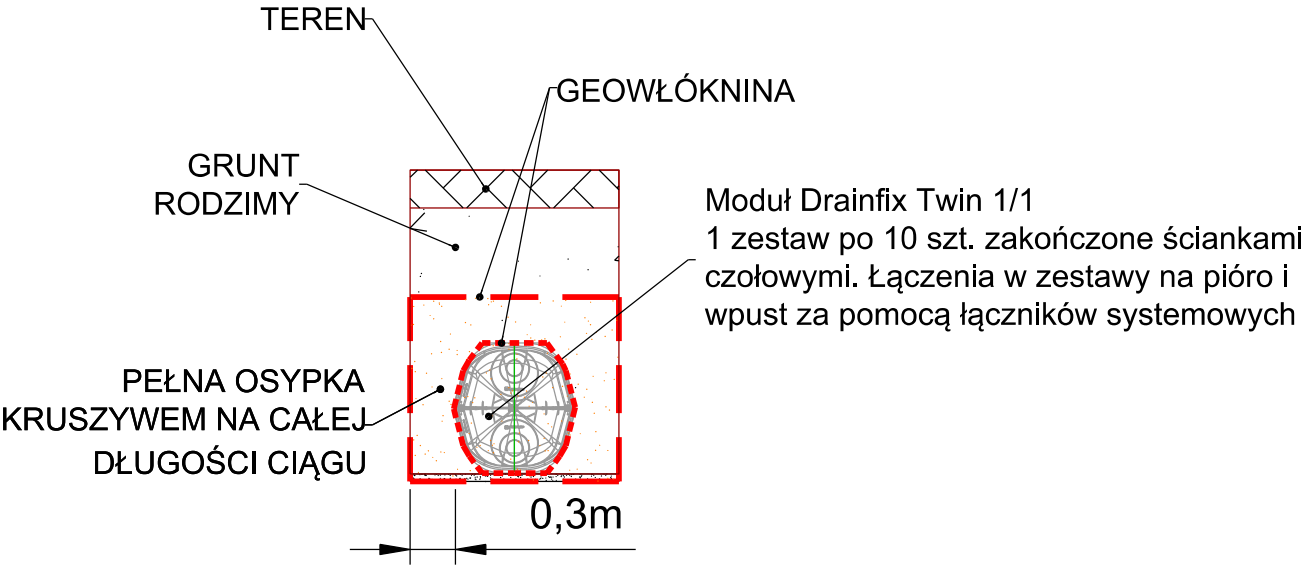 TEREN
GEOWŁÓKNINA
GRUNT
RODZIMY
Moduł Drainfix Twin 1/1
1 zestaw po 10 szt. zakończone ściankami
czołowymi. Łączenia w zestawy na pióro i
wpust za pomocą łączników systemowych
PEŁNA OSYPKA
KRUSZYWEM NA CAŁEJ
DŁUGOŚCI CIĄGU
0,3m